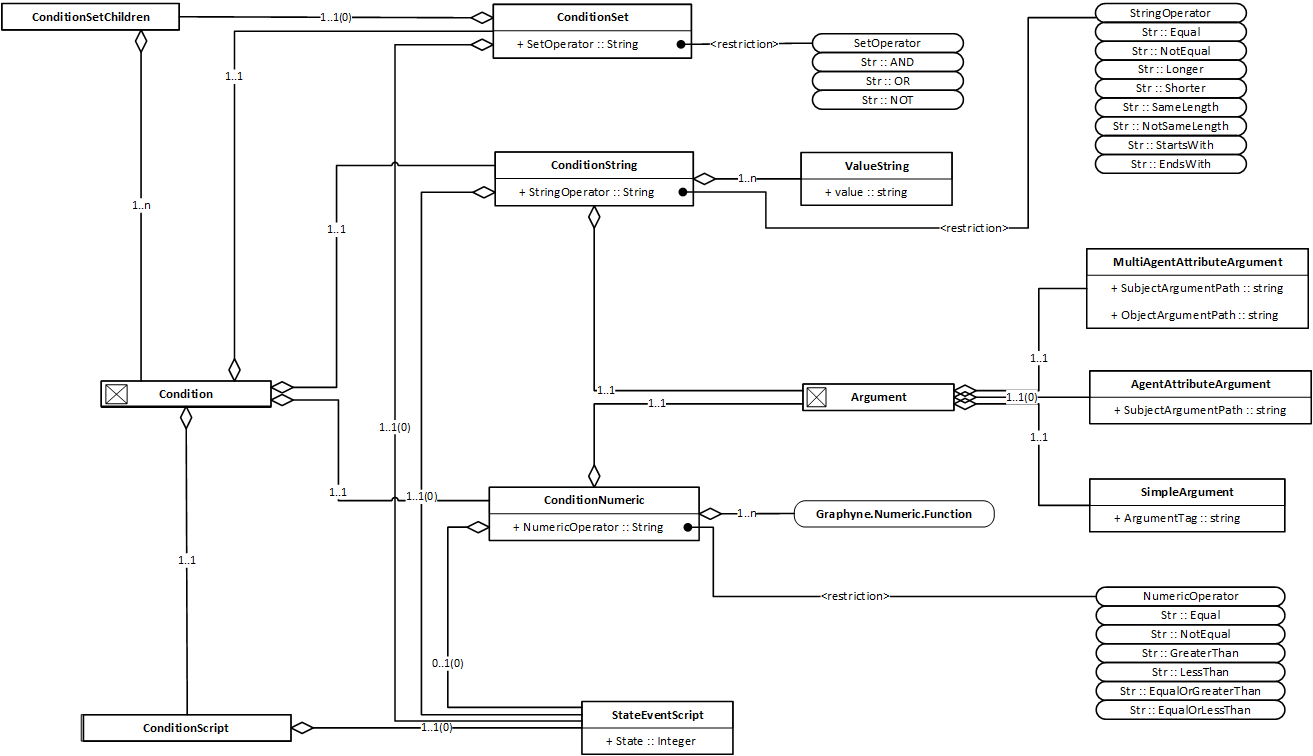 ConditionSetChildren
1..1(0)
ConditionSet
+ SetOperator :: String
<restriction>
SetOperator
Str :: AND
Str :: OR
Str :: NOT
StringOperator
Str :: Equal
Str :: NotEqual
Str :: Longer
Str :: Shorter
Str :: SameLength
Str :: NotSameLength
Str :: StartsWith
Str :: EndsWith
1..1
1..n
ConditionString
+ StringOperator :: String
1..n
ValueString
+ value :: string
<restriction>
1..1
MultiAgentAttributeArgument
+ SubjectArgumentPath :: string
+ ObjectArgumentPath :: string
1..1
Condition
1..1
1..1
Argument
1..1(0)
AgentAttributeArgument
+ SubjectArgumentPath :: string
1..1(0)
1..1
1..1
1..1(0)
ConditionNumeric
+ NumericOperator :: String
1..n
Graphyne.Numeric.Function
SimpleArgument
+ ArgumentTag :: string
1..1
<restriction>
NumericOperator
Str :: Equal
Str :: NotEqual
Str :: GreaterThan
Str :: LessThan
Str :: EqualOrGreaterThan
Str :: EqualOrLessThan
0..1(0)
ConditionScript
1..1(0)
StateEventScript
+ State :: Integer